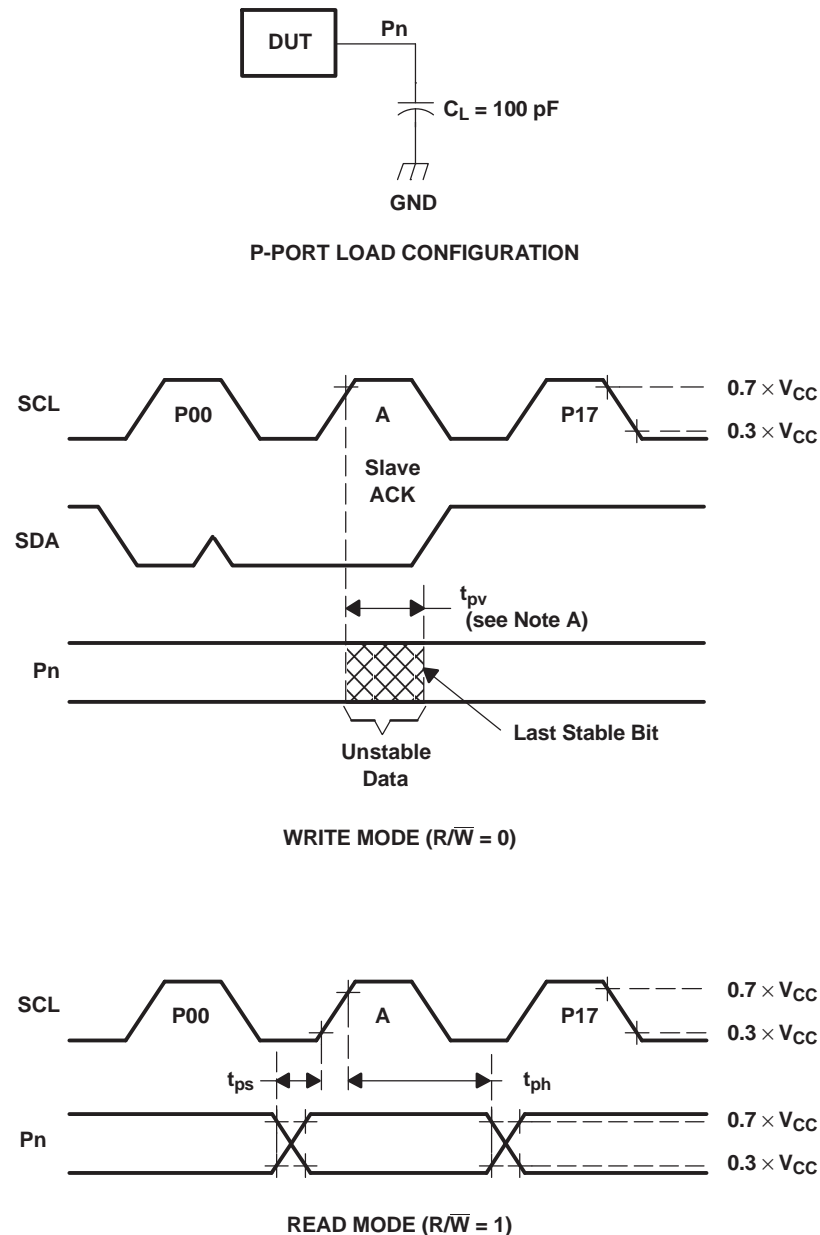 DUT
Pn
C_L = 100 pF
GND
P-PORT LOAD CONFIGURATION
SCL
P00
A
P17
0.7 × V_CC
0.3 × V_CC
Slave
ACK
SDA
t_pv
(see Note A)
Pn
Last Stable Bit
Unstable
Data
WRITE MODE (R/W̅ = 0)
SCL
P00
A
P17
0.7 × V_CC
0.3 × V_CC
t_ps
t_ph
Pn
0.7 × V_CC
0.3 × V_CC
READ MODE (R/W̅ = 1)